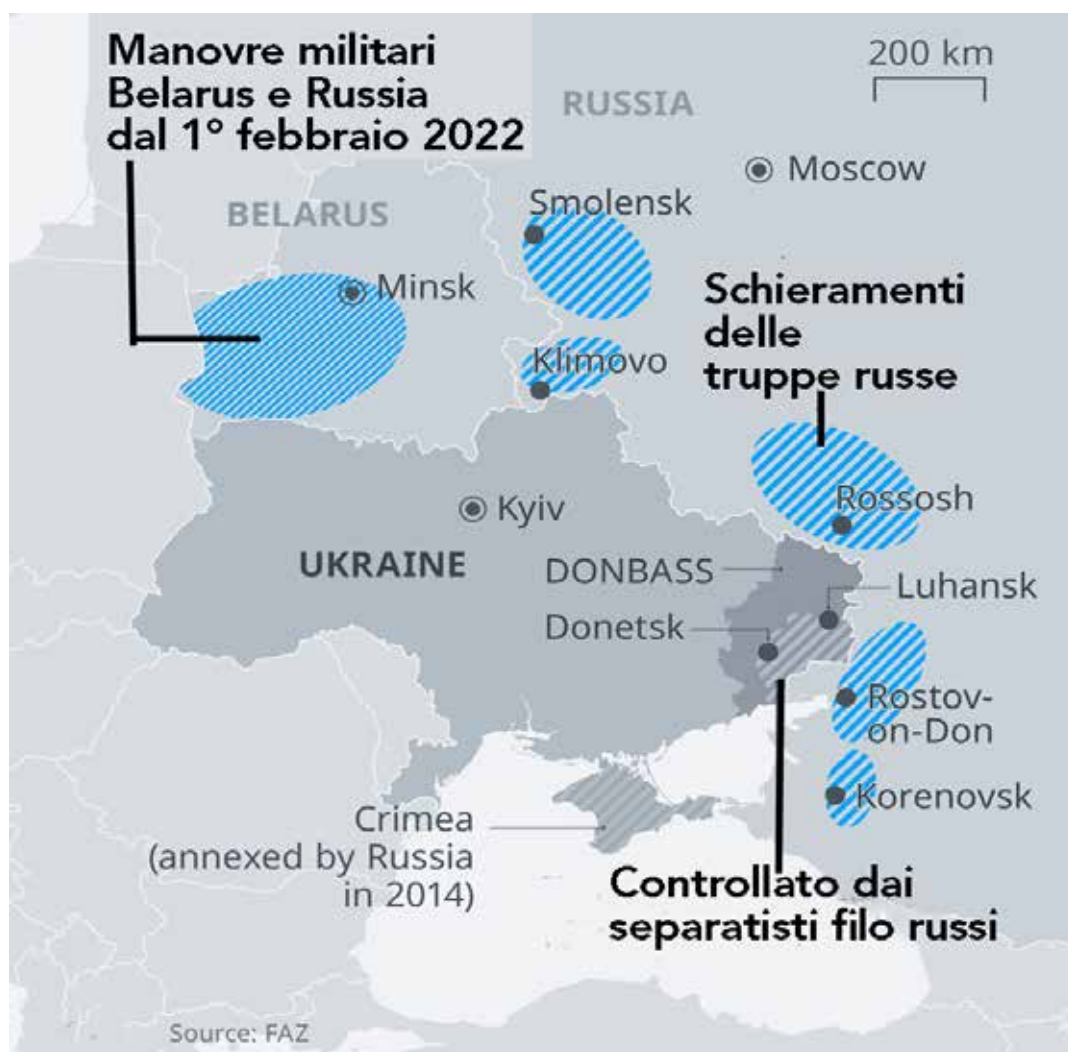 Manovre militari
Belarus e Russia
dal 1° febbraio 2022
200 km
RUSSIA
Moscow
Smolensk
BELARUS
Minsk
Schieramenti
delle
truppe russe
Klimovo
Rossosh
Kyiv
UKRAINE
DONBASS
Luhansk
Donetsk
Rostov-
on-Don
Korenovsk
Crimea
(annexed by Russia
in 2014)
Controllato dai
separatisti filo russi
Source: FAZ